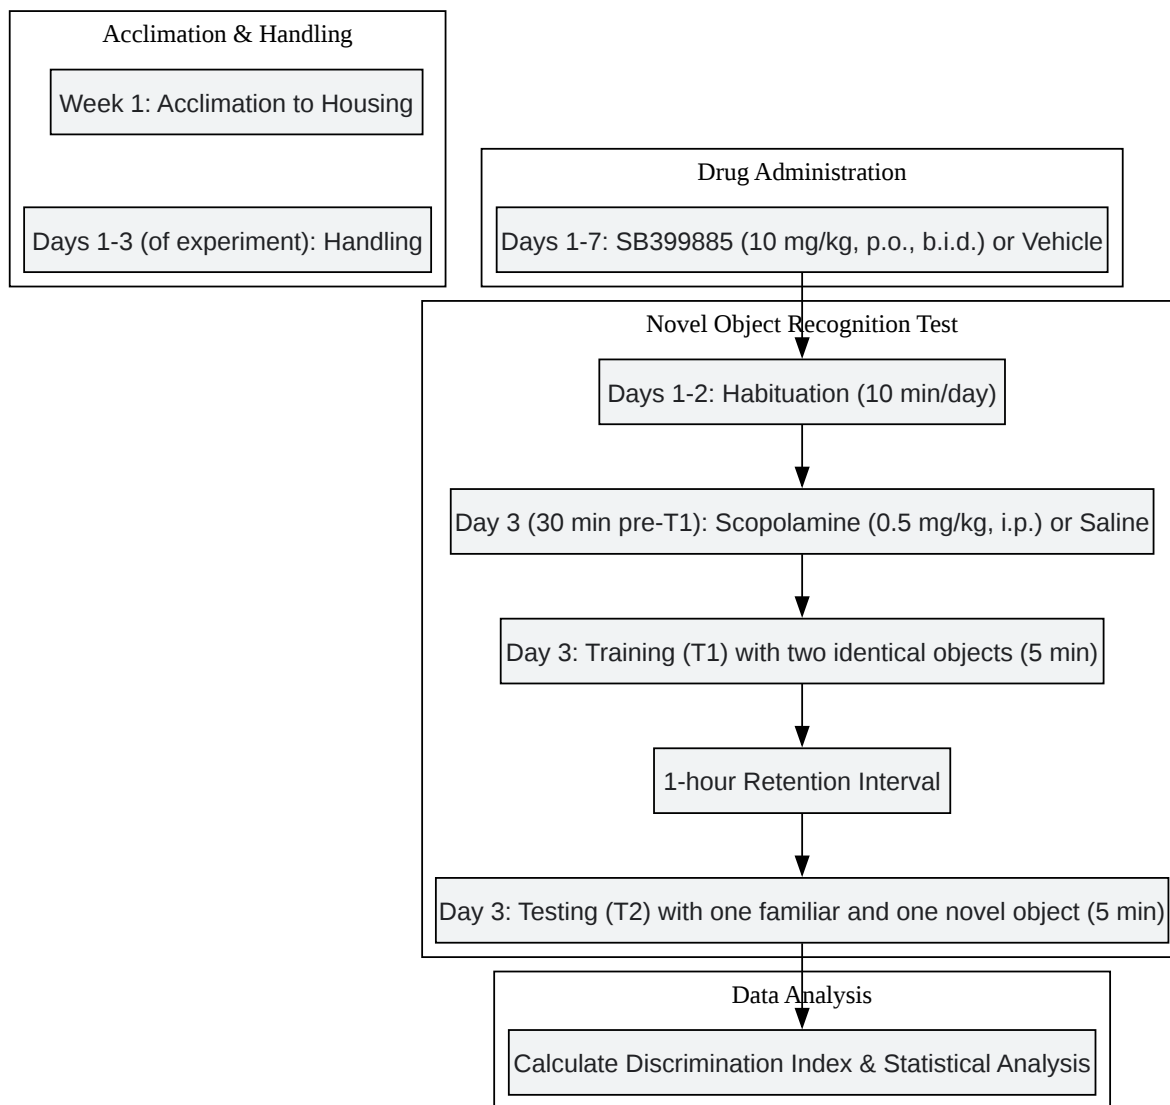 Acclimation & Handling
Week 1: Acclimation to Housing
Days 1-3 (of experiment): Handling
Drug Administration
Days 1-7: SB399885 (10 mg/kg, p.o., b.i.d.) or Vehicle
Novel Object Recognition Test
Days 1-2: Habituation (10 min/day)
Day 3 (30 min pre-T1): Scopolamine (0.5 mg/kg, i.p.) or Saline
Day 3: Training (T1) with two identical objects (5 min)
1-hour Retention Interval
Day 3: Testing (T2) with one familiar and one novel object (5 min)
Data Analysis
Calculate Discrimination Index & Statistical Analysis